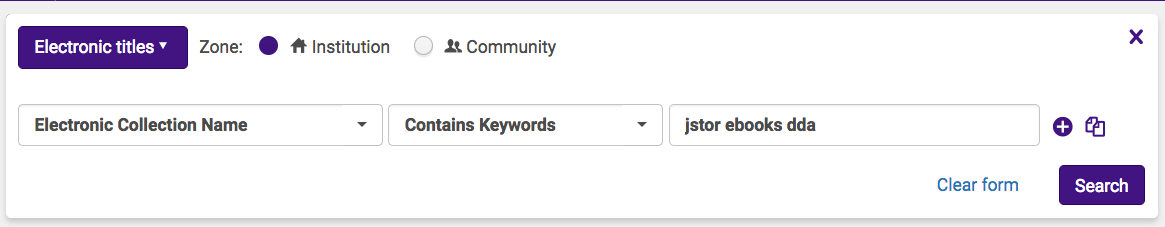 Electronic titles Zone: Institution Community
Electronic Collection Name Contains Keywords jstor ebooks dda
Clear form Search